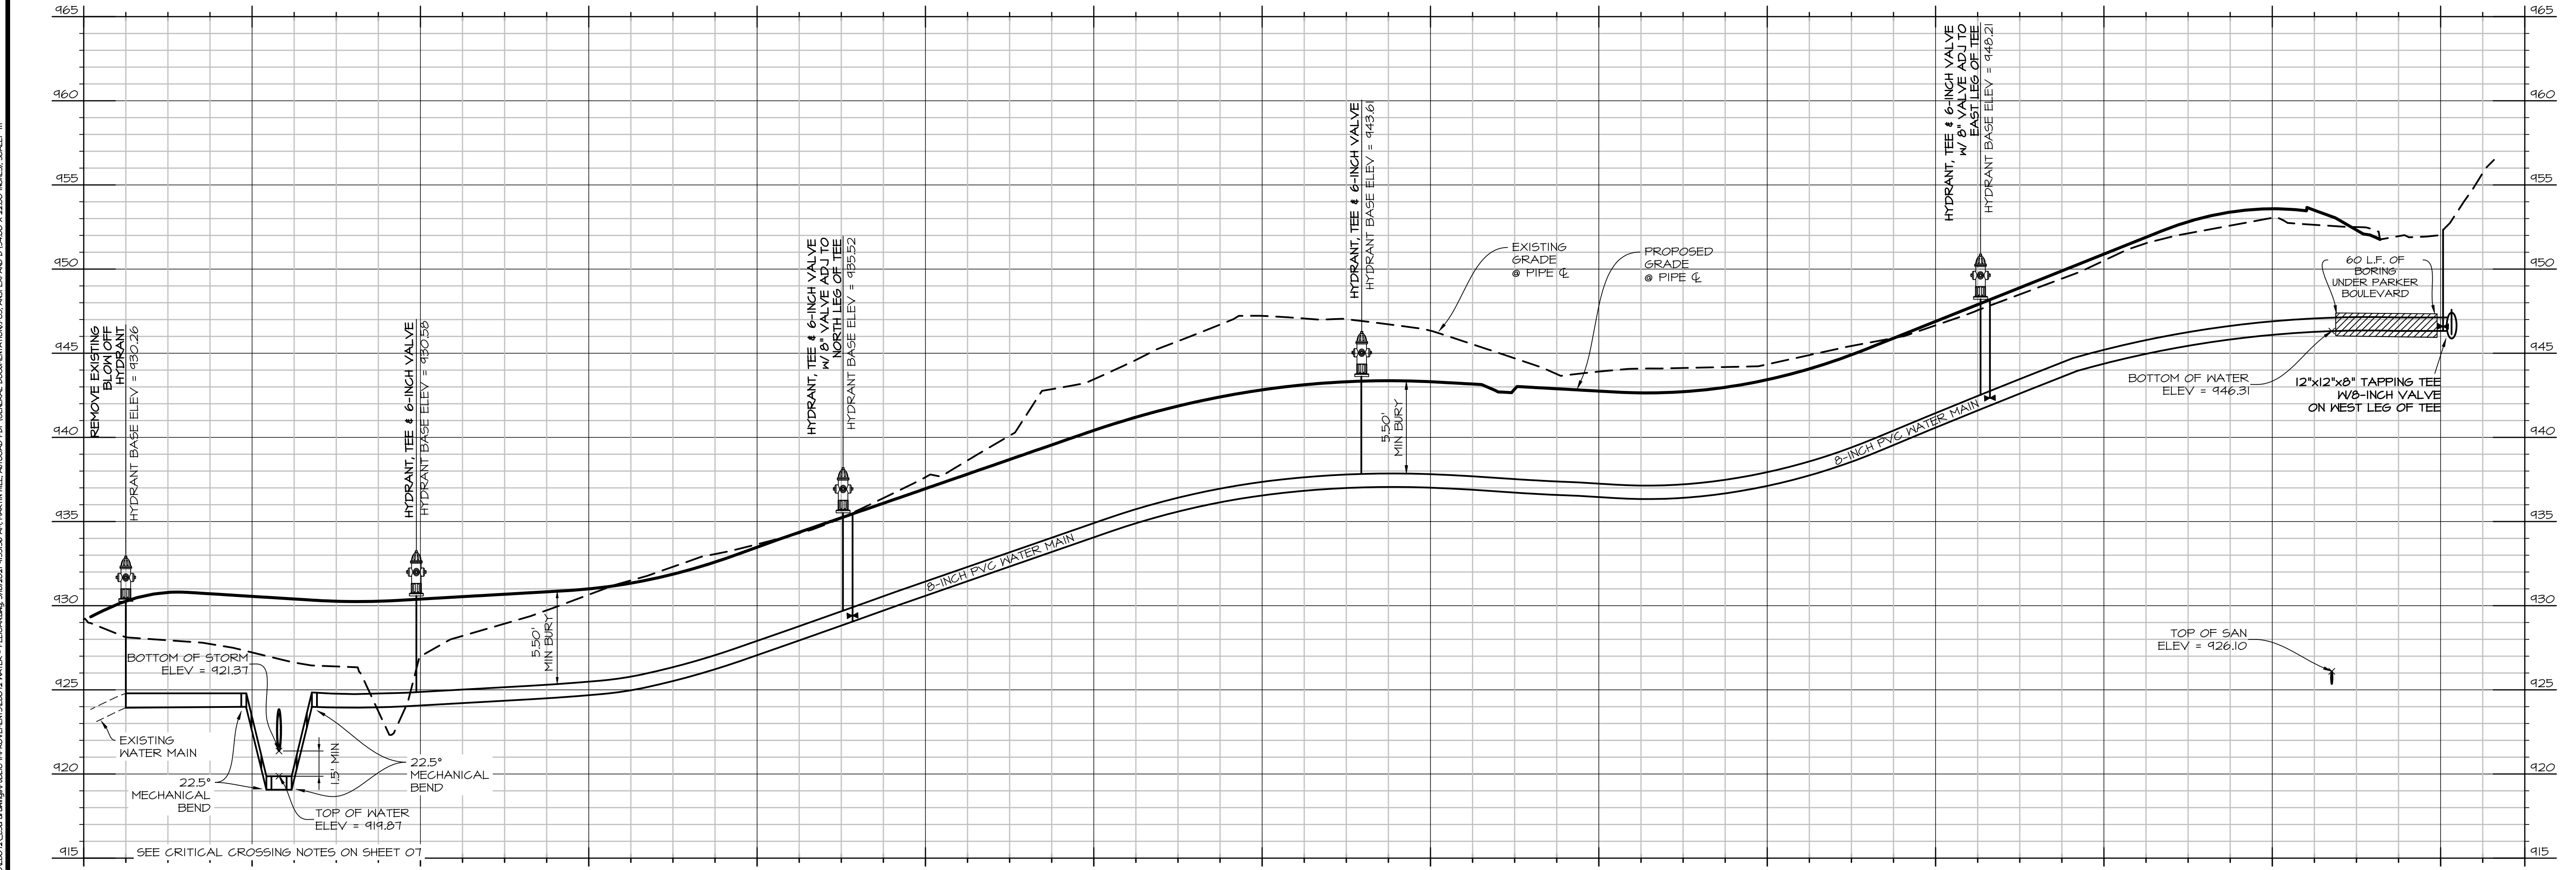 965
960
955
950
945
940
935
930
925
920
915
REMOVE EXISTING
BLOW OFF
HYDRANT
HYDRANT BASE ELEV = 930.26
HYDRANT, TEE & 6-INCH VALVE
HYDRANT BASE ELEV = 930.58
HYDRANT, TEE & 6-INCH VALVE
W/ 8" VALVE ADJ TO
NORTH LEG OF TEE
HYDRANT BASE ELEV = 935.52
HYDRANT, TEE & 6-INCH VALVE
HYDRANT BASE ELEV = 943.61
HYDRANT, TEE & 6-INCH VALVE
W/ 8" VALVE ADJ TO
EAST LEG OF TEE
HYDRANT BASE ELEV = 948.21
EXISTING
GRADE
@ PIPE ℄
PROPOSED
GRADE
@ PIPE ℄
60 L.F. OF
BORING
UNDER PARKER
BOULEVARD
BOTTOM OF WATER
ELEV = 946.31
12"x12"x8" TAPPING TEE
W/8-INCH VALVE
ON WEST LEG OF TEE
5.50'
MIN BURY
8-INCH PVC WATER MAIN
8-INCH PVC WATER MAIN
5.50'
MIN BURY
BOTTOM OF STORM
ELEV = 921.37
TOP OF SAN
ELEV = 926.10
EXISTING
WATER MAIN
1.5' MIN
22.5°
MECHANICAL
BEND
22.5°
MECHANICAL
BEND
TOP OF WATER
ELEV = 919.87
SEE CRITICAL CROSSING NOTES ON SHEET 07
965
960
955
950
945
940
935
930
925
920
915